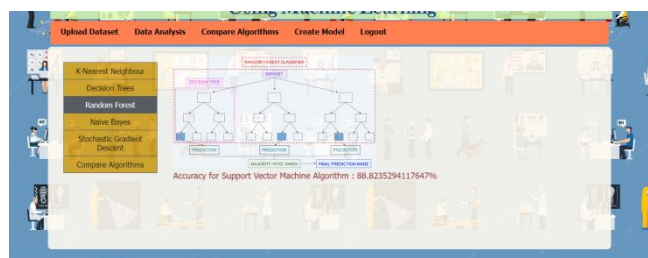 Using Machine Learning
Upload Dataset Data Analysis Compare Algorithms Create Model Logout
K-Nearest Neighbour
Decision Trees
Random Forest
Naive Bayes
Stochastic Gradient
Descent
Compare Algorithms
RANDOM FOREST CLASSIFIER
DATASET
DECISION TREE
PREDICTION PREDICTION PREDICTION
MAJORITY VOTE TAKEN FINAL PREDICTION MADE
Accuracy for Support Vector Machine Algorithm : 88.8235294117647%